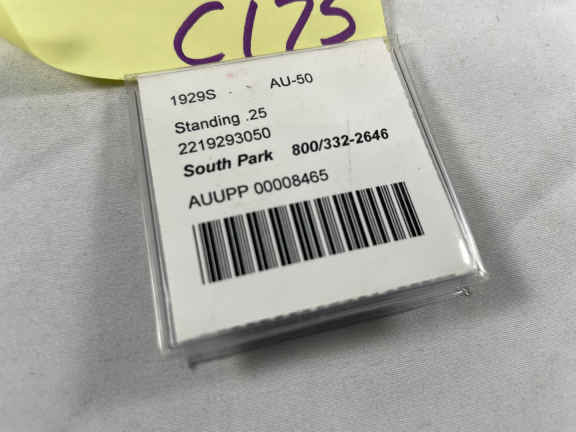 C175
1929S AU-50
Standing .25
2219293050
South Park 800/332-2646
AUUPP 00008465